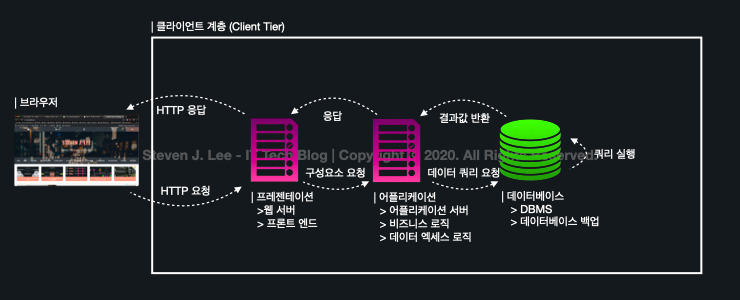 | 클라이언트 계층 (Client Tier)
| 브라우저
HTTP 응답
응답
결과값 반환
Steven J. Lee - IT Tech Blog | Copyright © 2020. All Rights Reserved.
쿼리 실행
HTTP 요청
구성요소 요청
데이터 쿼리 요청
| 프레젠테이션
>웹 서버
> 프론트 엔드
| 어플리케이션
> 어플리케이션 서버
> 비즈니스 로직
> 데이터 엑세스 로직
| 데이터베이스
> DBMS
> 데이터베이스 백업